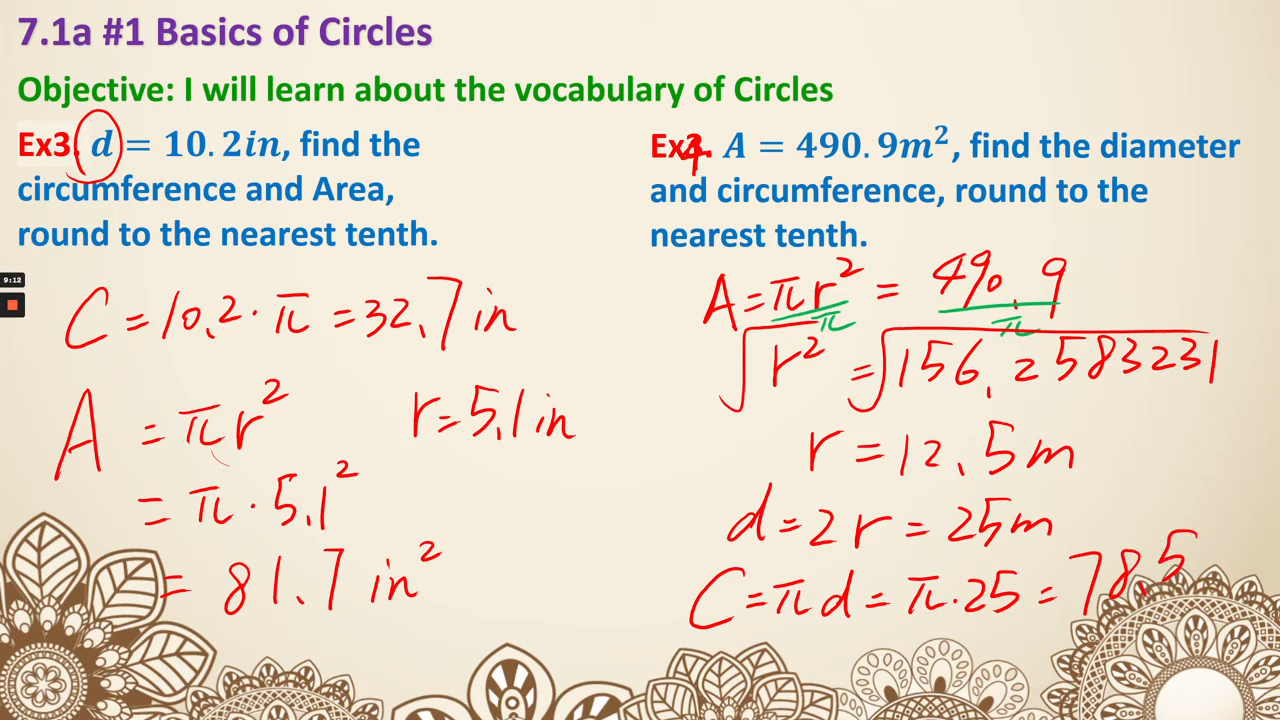 7.1a #1 Basics of Circles
Objective: I will learn about the vocabulary of Circles
Ex3. d = 10.2in, find the
circumference and Area,
round to the nearest tenth.
9:12
C = 10.2 · π = 32.7 in
A = πr² r = 5.1 in
= π · 5.1²
= 81.7 in²
Ex4. A = 490.9m², find the diameter
and circumference, round to the
nearest tenth.
A = πr² = 490.9
π π
√r² = √156.2583231
r = 12.5m
d = 2r = 25m
C = πd = π·25 = 78.5